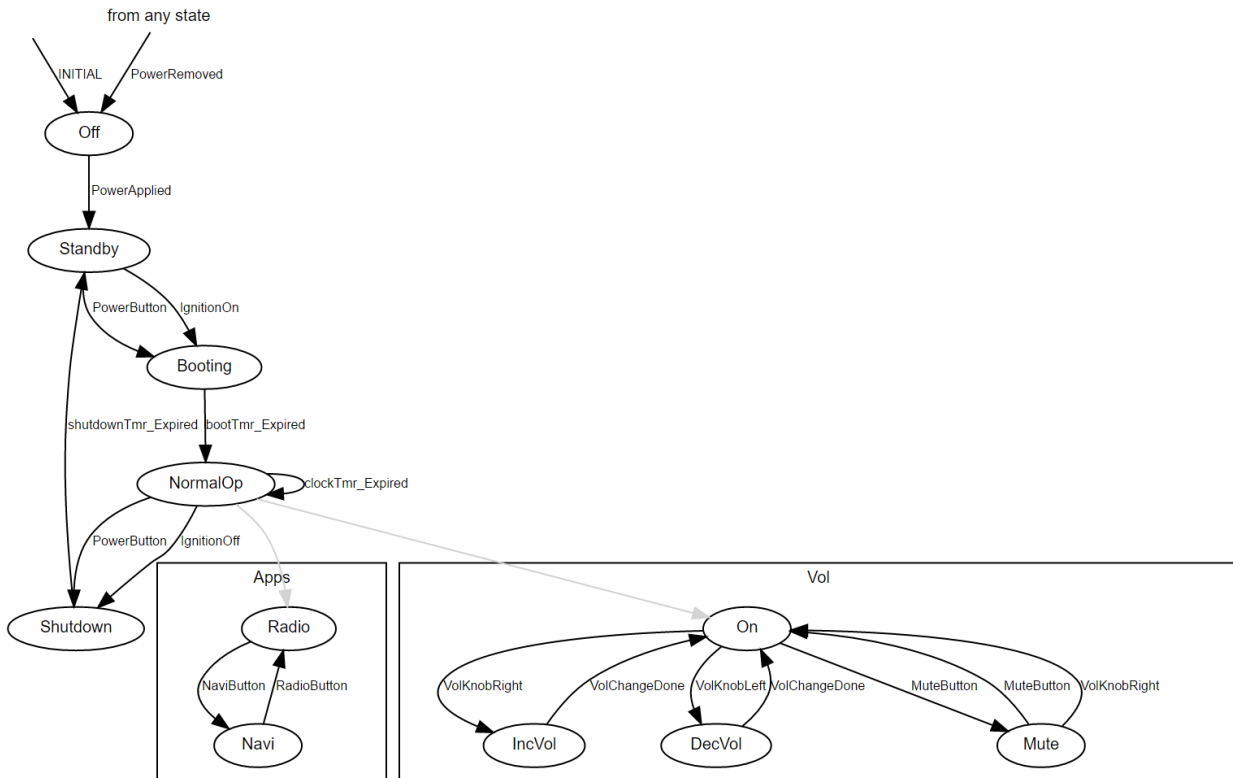 from any state
INITIAL
PowerRemoved
Off
PowerApplied
Standby
PowerButton
IgnitionOn
Booting
shutdownTmr_Expired
bootTmr_Expired
NormalOp
clockTmr_Expired
PowerButton
IgnitionOff
Apps
Vol
Shutdown
Radio
On
NaviButton
RadioButton
VolKnobRight
VolChangeDone
VolKnobLeft
VolChangeDone
MuteButton
MuteButton
VolKnobRight
Navi
IncVol
DecVol
Mute